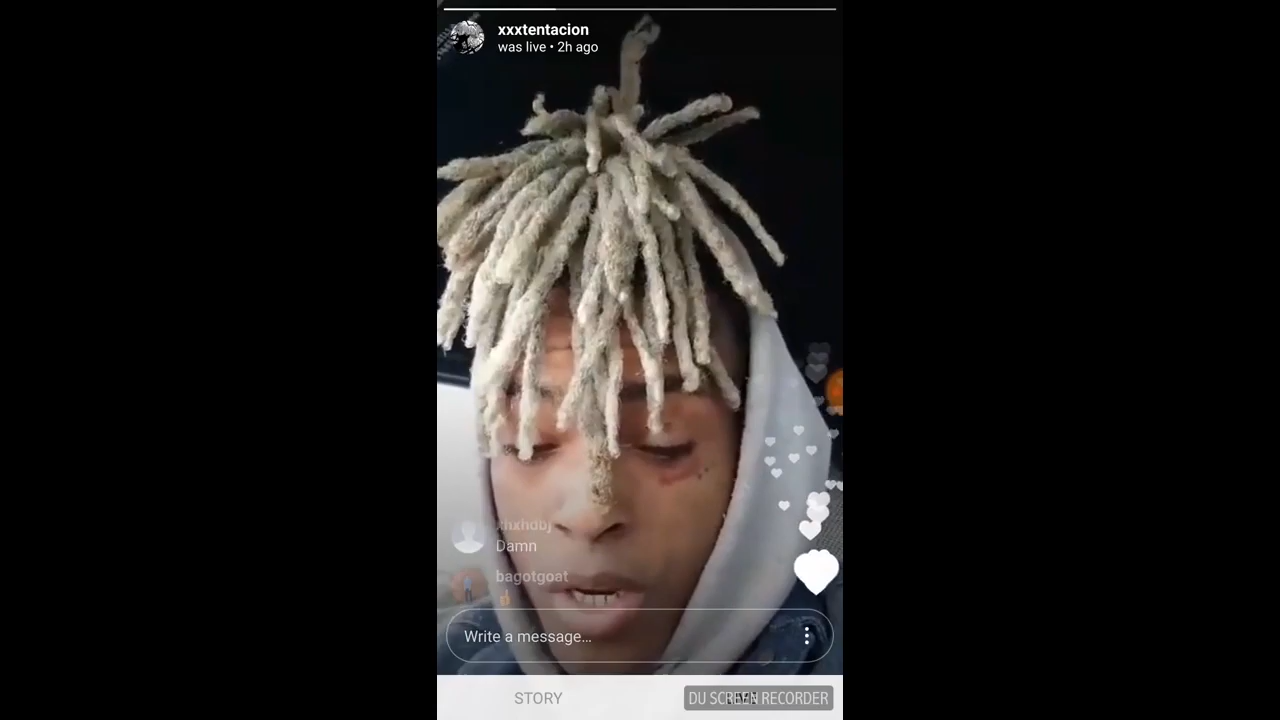 xxxtentacion
was live • 2h ago
Damn
bagotgoat
Write a message…
STORY
DU SCREEN RECORDER